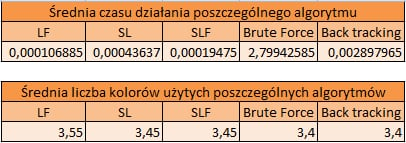 Średnia czasu działania poszczególnego algorytmu
LF SL SLF Brute Force Back tracking
0,000106885 0,00043637 0,00019475 2,79942585 0,002897965
Średnia liczba kolorów użytych poszczególnych algorytmów
LF SL SLF Brute Force Back tracking
3,55 3,45 3,45 3,4 3,4